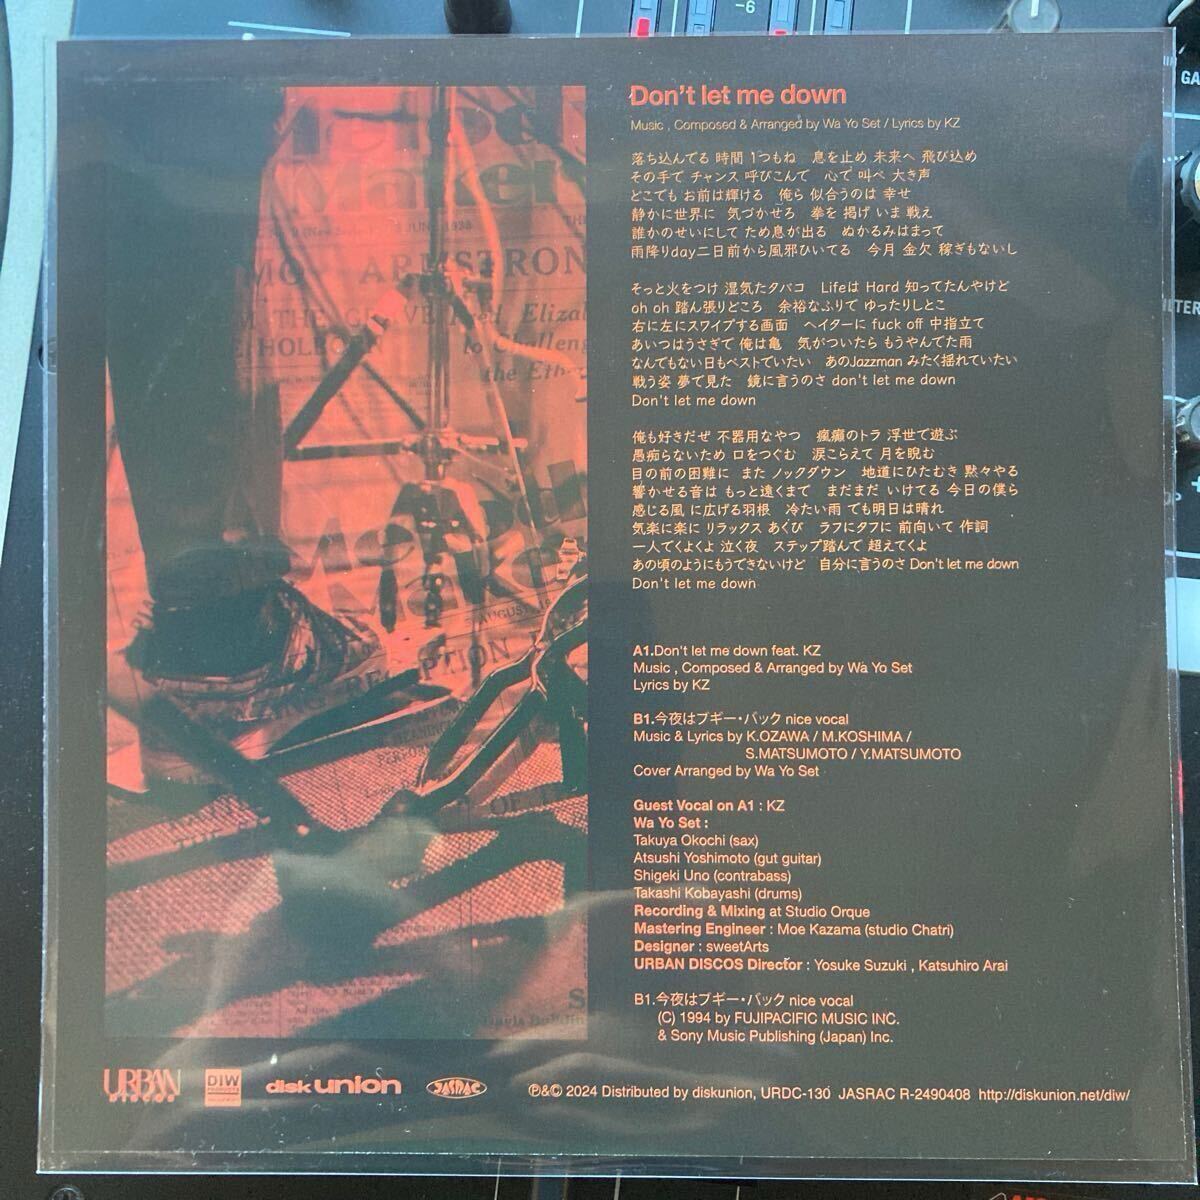 -6
GA
Don't let me down
Music , Composed & Arranged by Wa Yo Set / Lyrics by KZ
落ち込んでる 時間 1つもね 息を止め 未来へ 飛び込め
その手で チャンス 呼びこんで 心で 叫べ 大き声
どこでも お前は輝ける 俺ら 似合うのは 幸せ
静かに世界に 気づかせろ 拳を 掲げ いま 戦え
誰かのせいにして ため息が出る ぬかるみはまって
雨降りday二日前から風邪ひいてる 今月 金欠 稼ぎもないし
そっと火をつけ 湿気たタバコ Lifeは Hard 知ってたんやけど
oh oh 踏ん張りどころ 余裕なふりで ゆったりしとこ
右に左にスワイプする画面 ヘイターに fuck off 中指立て
あいつはうさぎで 俺は亀 気がついたら もうやんてた雨
なんでもない日もベストでいたい あのJazzman みたく揺れていたい
戦う姿 夢で見た 鏡に言うのさ don't let me down
Don't let me down
俺も好きだぜ 不器用なやつ 瘋癲のトラ 浮世で遊ぶ
愚痴らないため 口をつぐむ 涙こらえて 月を睨む
目の前の困難に また ノックダウン 地道にひたむき 黙々やる
響かせる音は もっと遠くまで まだまだ いけてる 今日の僕ら
感じる風 に広げる羽根 冷たい雨 でも明日は晴れ
気楽に楽に リラックス あくび ラフにタフに 前向いて 作詞
一人でくよくよ 泣く夜 ステップ踏んで 超えてくよ
あの頃のようにもうできないけど 自分に言うのさ Don't let me down
Don't let me down
A1.Don't let me down feat. KZ
Music , Composed & Arranged by Wa Yo Set
Lyrics by KZ
B1.今夜はブギー・バック nice vocal
Music & Lyrics by K.OZAWA / M.KOSHIMA /
S.MATSUMOTO / Y.MATSUMOTO
Cover Arranged by Wa Yo Set
Guest Vocal on A1 : KZ
Wa Yo Set :
Takuya Okochi (sax)
Atsushi Yoshimoto (gut guitar)
Shigeki Uno (contrabass)
Takashi Kobayashi (drums)
Recording & Mixing at Studio Orque
Mastering Engineer : Moe Kazama (studio Chatri)
Designer : sweetArts
URBAN DISCOS Director : Yosuke Suzuki , Katsuhiro Arai
B1.今夜はブギー・バック nice vocal
(C) 1994 by FUJIPACIFIC MUSIC INC.
& Sony Music Publishing (Japan) Inc.
URBAN DISCOS
DIW
disk union
JASRAC
Ⓟ&© 2024 Distributed by diskunion, URDC-130 JASRAC R-2490408 http://diskunion.net/diw/